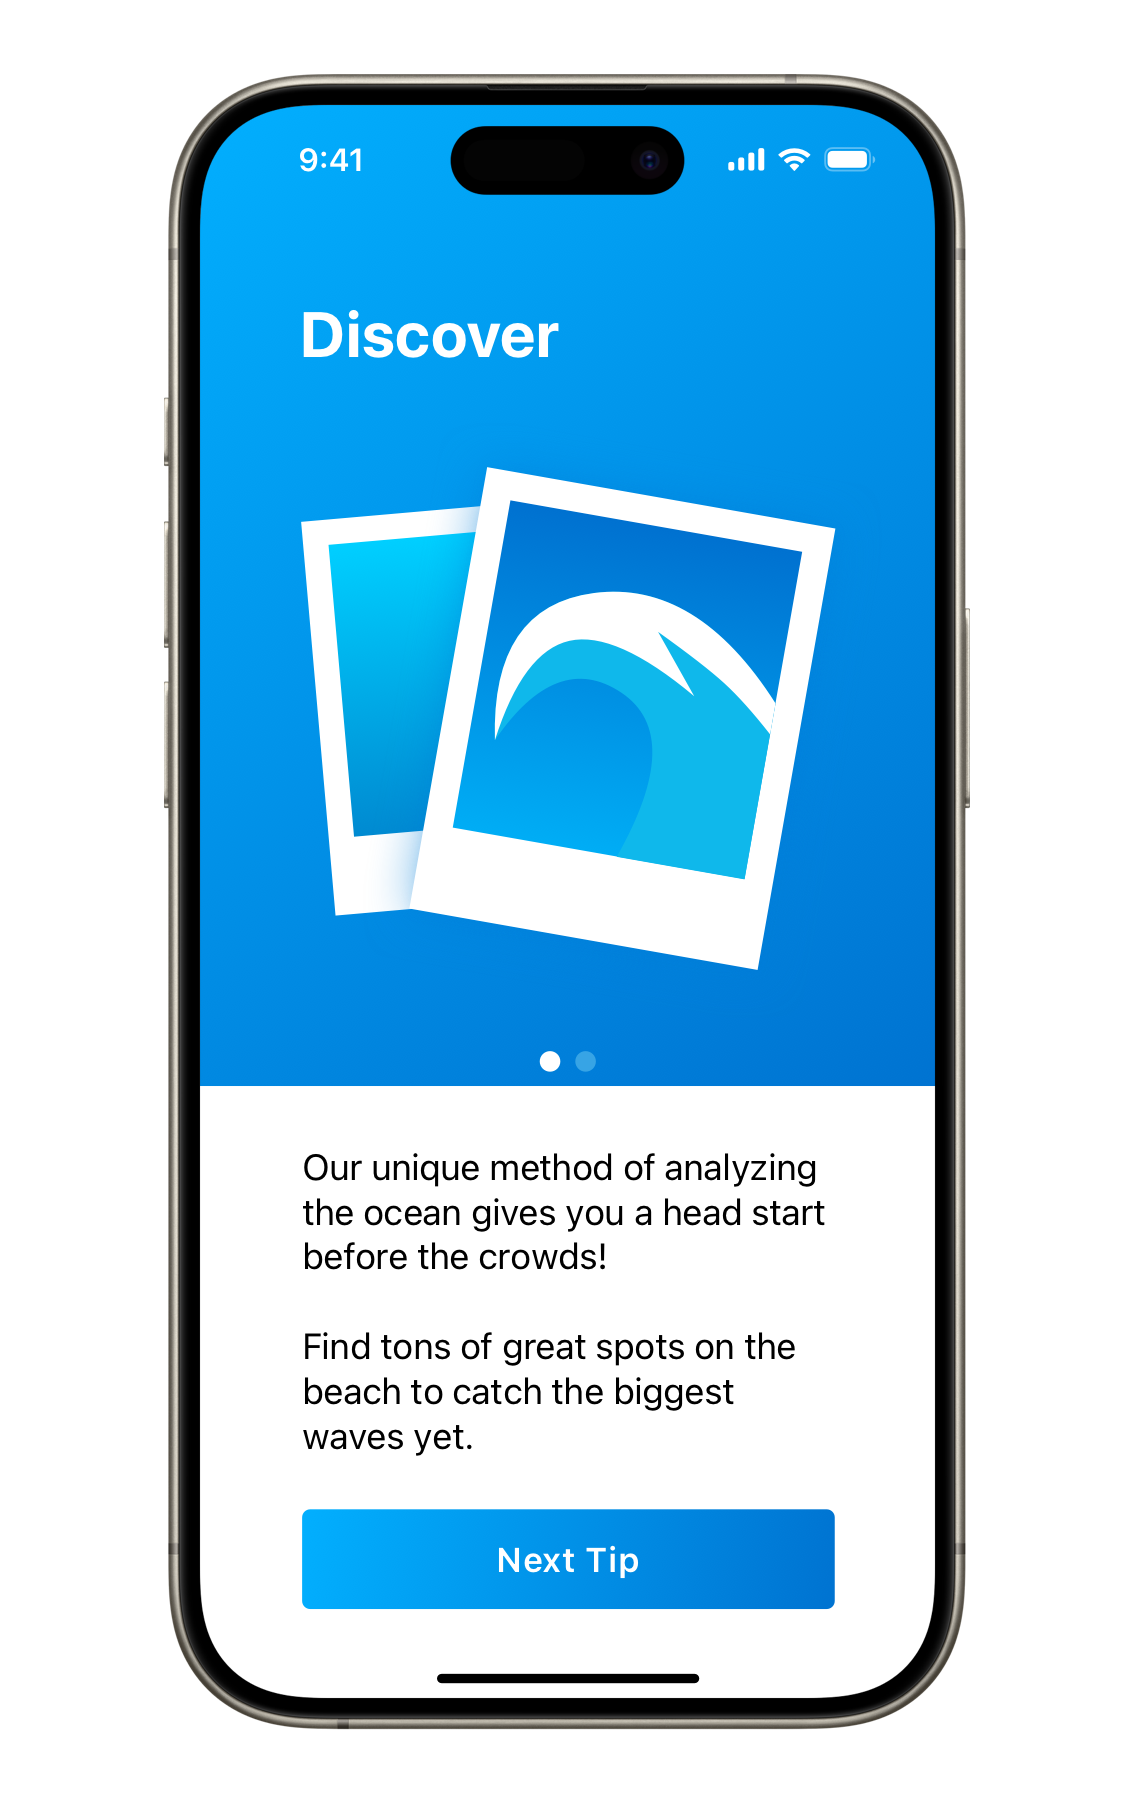 9:41
Discover
Our unique method of analyzing
the ocean gives you a head start
before the crowds!
Find tons of great spots on the
beach to catch the biggest
waves yet.
Next Tip